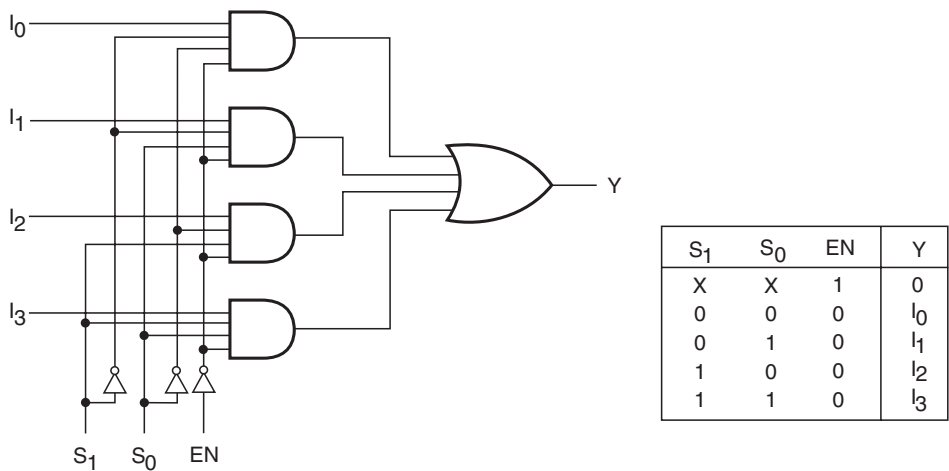 I0
I1
I2
I3
Y
S1 S0 EN
S1 S0 EN Y
X X 1 0
0 0 0 I0
0 1 0 I1
1 0 0 I2
1 1 0 I3